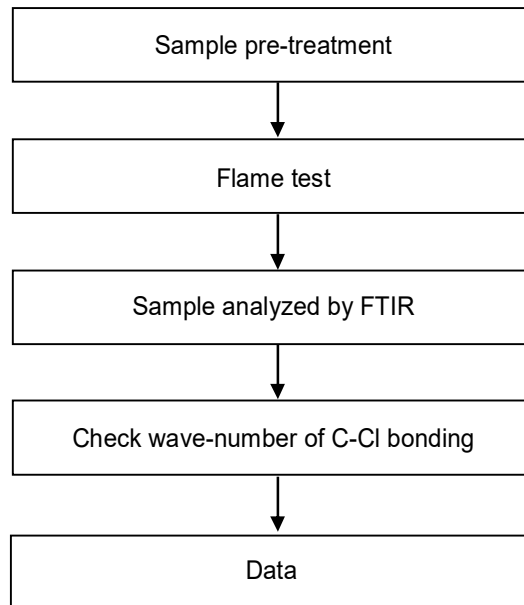 Sample pre-treatment
Flame test
Sample analyzed by FTIR
Check wave-number of C-Cl bonding
Data